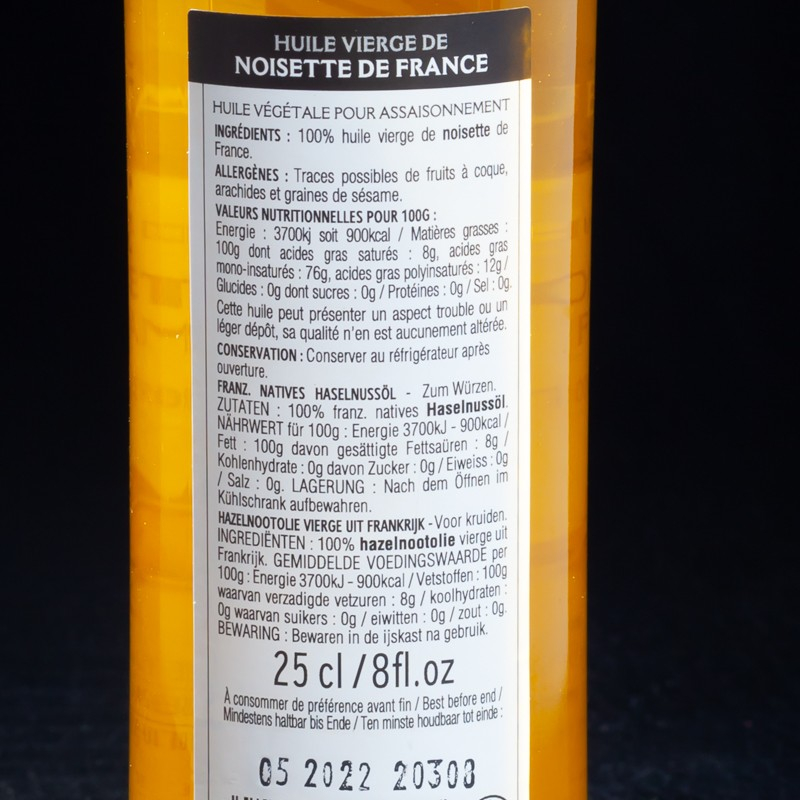 HUILE VIERGE DE
NOISETTE DE FRANCE
HUILE VÉGÉTALE POUR ASSAISONNEMENT
INGRÉDIENTS : 100% huile vierge de noisette de
France.
ALLERGÈNES : Traces possibles de fruits à coque,
arachides et graines de sésame.
VALEURS NUTRITIONNELLES POUR 100G :
Energie : 3700kj soit 900kcal / Matières grasses :
100g dont acides gras saturés : 8g, acides gras
mono-insaturés : 76g, acides gras polyinsaturés : 12g /
Glucides : 0g dont sucres : 0g / Protéines : 0g / Sel : 0g.
Cette huile peut présenter un aspect trouble ou un
léger dépôt, sa qualité n'en est aucunement altérée.
CONSERVATION : Conserver au réfrigérateur après
ouverture.
FRANZ. NATIVES HASELNUSSÖL - Zum Würzen.
ZUTATEN : 100% franz. natives Haselnussöl.
NÄHRWERT für 100g : Energie 3700kJ - 900kcal /
Fett : 100g davon gesättigte Fettsaüren : 8g /
Kohlenhydrate : 0g davon Zucker : 0g / Eiweiss : 0g
/ Salz : 0g. LAGERUNG : Nach dem Öffnen im
Kühlschrank aufbewahren.
HAZELNOOTOLIE VIERGE UIT FRANKRIJK - Voor kruiden.
INGREDIËNTEN : 100% hazelnootolie vierge uit
Frankrijk. GEMIDDELDE VOEDINGSWAARDE per
100g : Energie 3700kJ - 900kcal / Vetstoffen : 100g
waarvan verzadigde vetzuren : 8g / koolhydraten :
0g waarvan suikers : 0g / eiwitten : 0g / zout : 0g.
BEWARING : Bewaren in de ijskast na gebruik.
25 cl / 8fl.oz
À consommer de préférence avant fin / Best before end /
Mindestens haltbar bis Ende / Ten minste houdbaar tot einde :
05 2022 20308